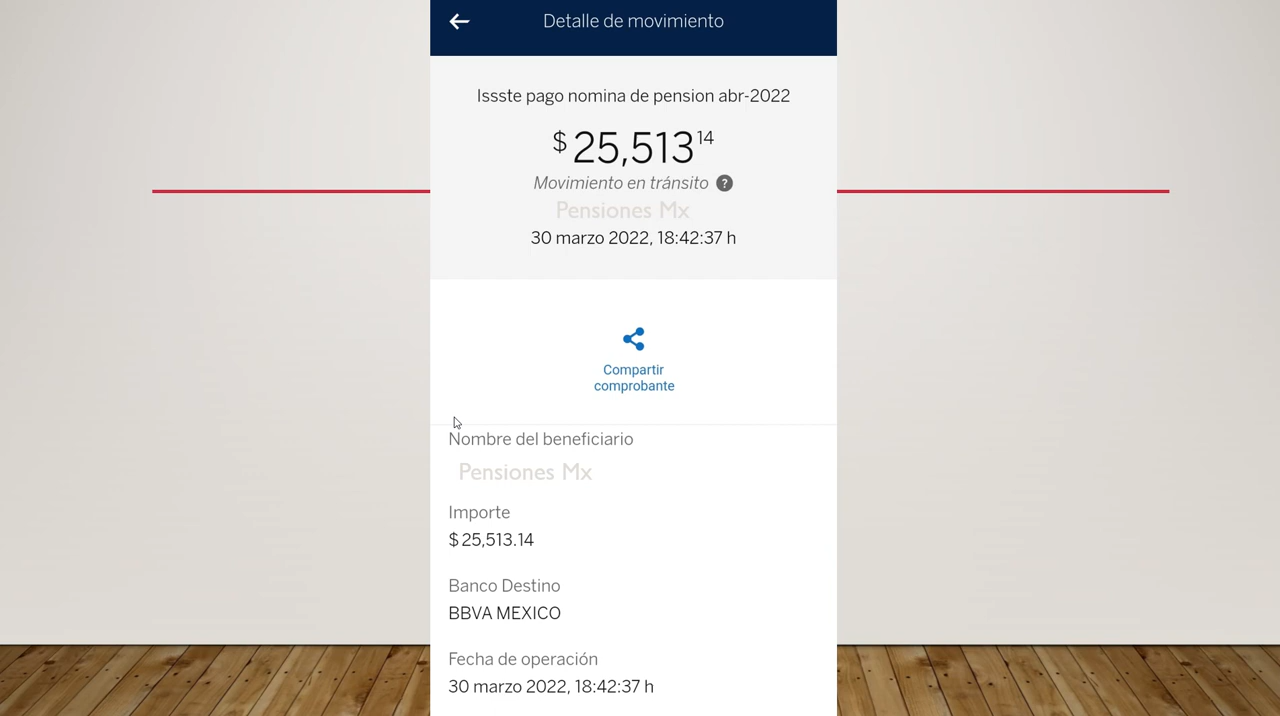 Detalle de movimiento
Issste pago nomina de pension abr-2022
$ 25,513 14
Movimiento en tránsito ?
Pensiones Mx
30 marzo 2022, 18:42:37 h
Compartir
comprobante
Nombre del beneficiario
Pensiones Mx
Importe
$ 25,513.14
Banco Destino
BBVA MEXICO
Fecha de operación
30 marzo 2022, 18:42:37 h